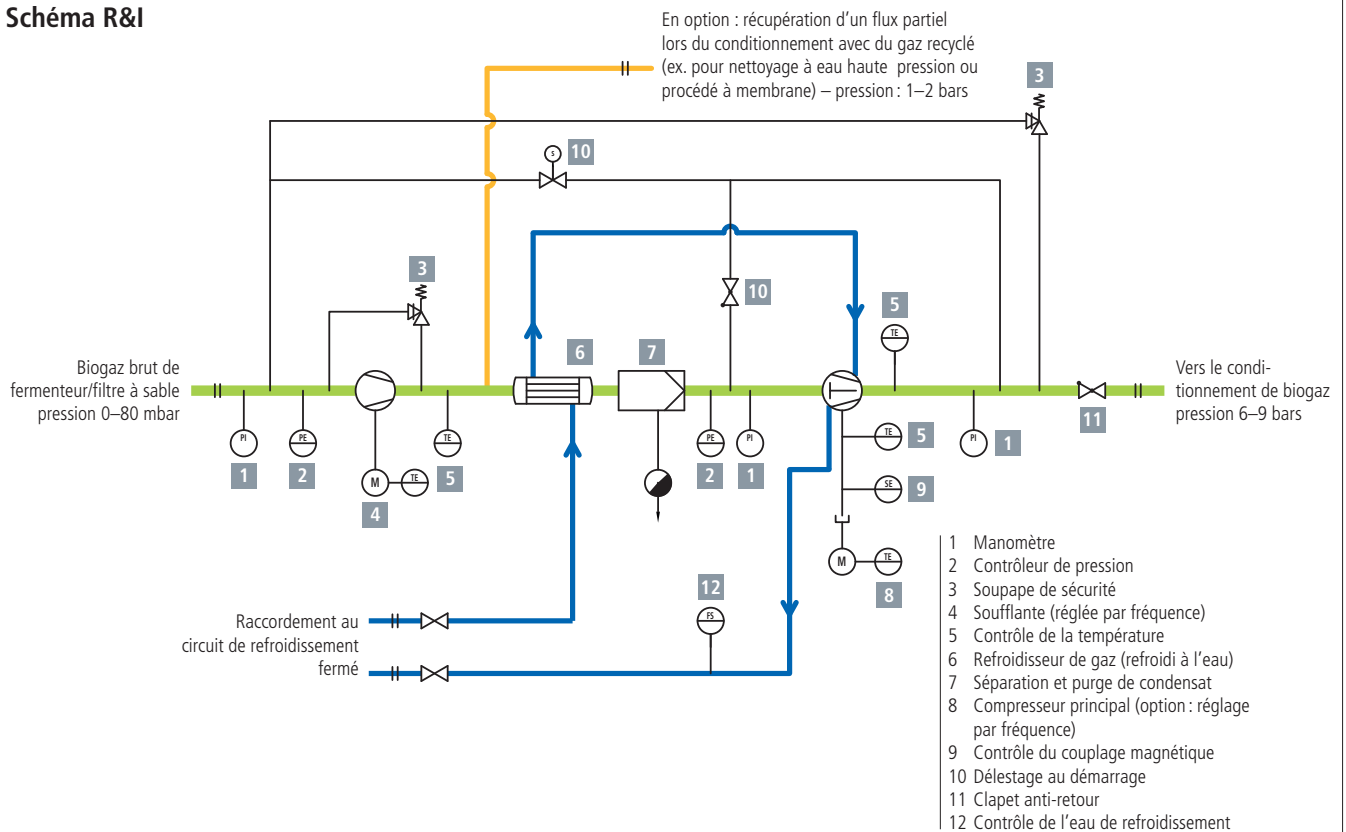 Schéma R&I
En option : récupération d'un flux partiel
lors du conditionnement avec du gaz recyclé
(ex. pour nettoyage à eau haute pression ou
procédé à membrane) – pression : 1–2 bars
3
S
10
3
10
5
TE
Biogaz brut de
fermenteur/filtre à sable
pression 0–80 mbar
6
7
Vers le condi-
tionnement de biogaz
pression 6–9 bars
11
PI
1
PE
2
TE
5
M
TE
4
PE
2
PI
1
TE
5
SE
9
M
TE
8
PI
1
12
FS
Raccordement au
circuit de refroidissement
fermé
1 Manomètre
2 Contrôleur de pression
3 Soupape de sécurité
4 Soufflante (réglée par fréquence)
5 Contrôle de la température
6 Refroidisseur de gaz (refroidi à l'eau)
7 Séparation et purge de condensat
8 Compresseur principal (option : réglage
par fréquence)
9 Contrôle du couplage magnétique
10 Délestage au démarrage
11 Clapet anti-retour
12 Contrôle de l'eau de refroidissement